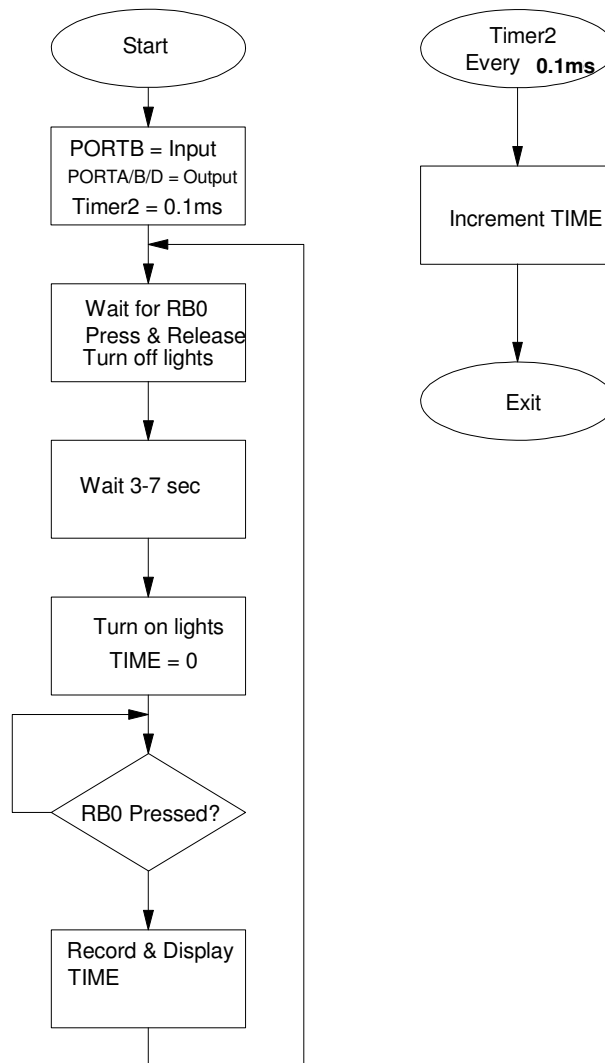 Start
PORTB = Input
PORTA/B/D = Output
Timer2 = 0.1ms
Wait for RB0
Press & Release
Turn off lights
Wait 3-7 sec
Turn on lights
TIME = 0
RB0 Pressed?
Record & Display
TIME
Timer2
Every 0.1ms
Increment TIME
Exit